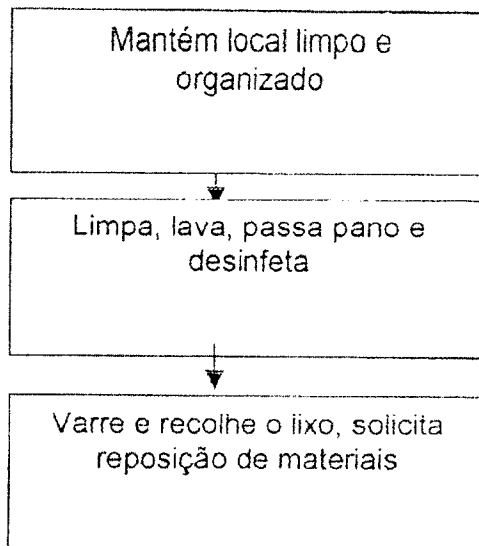 Mantém local limpo e
organizado
Limpa, lava, passa pano e
desinfeta
Varre e recolhe o lixo, solicita
reposição de materiais